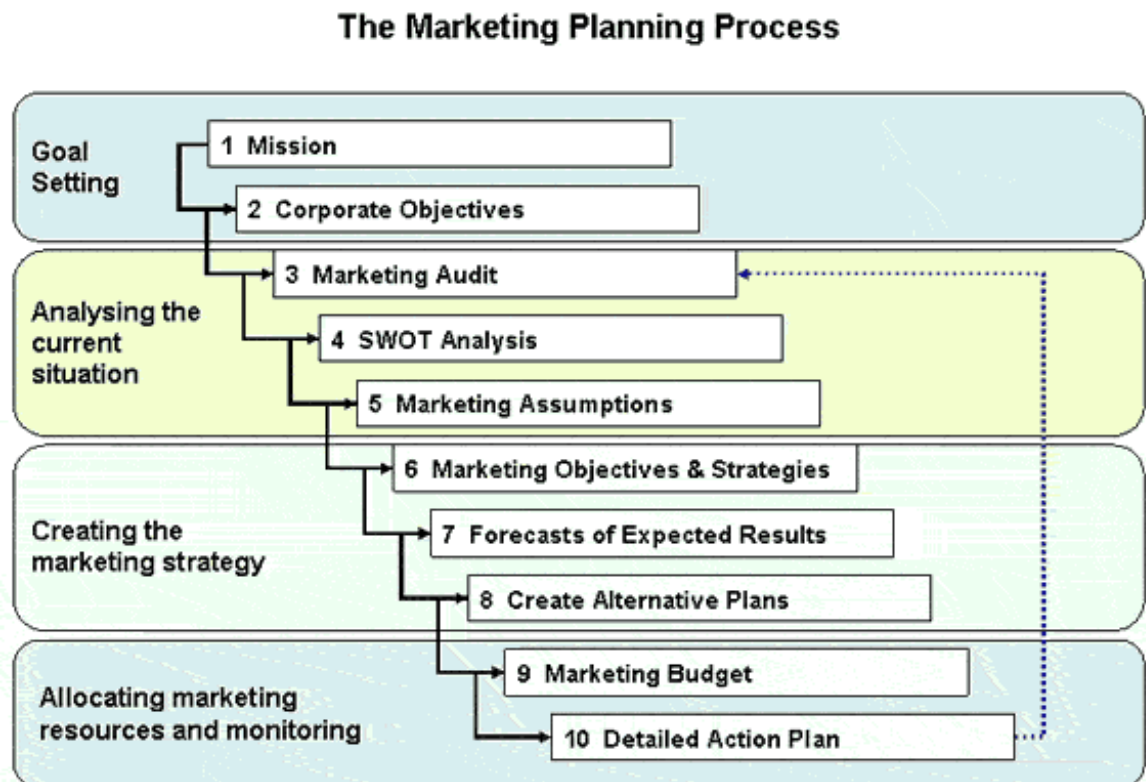 The Marketing Planning Process
Goal
Setting
1 Mission
2 Corporate Objectives
Analysing the
current
situation
3 Marketing Audit
4 SWOT Analysis
5 Marketing Assumptions
Creating the
marketing strategy
6 Marketing Objectives & Strategies
7 Forecasts of Expected Results
8 Create Alternative Plans
Allocating marketing
resources and monitoring
9 Marketing Budget
10 Detailed Action Plan